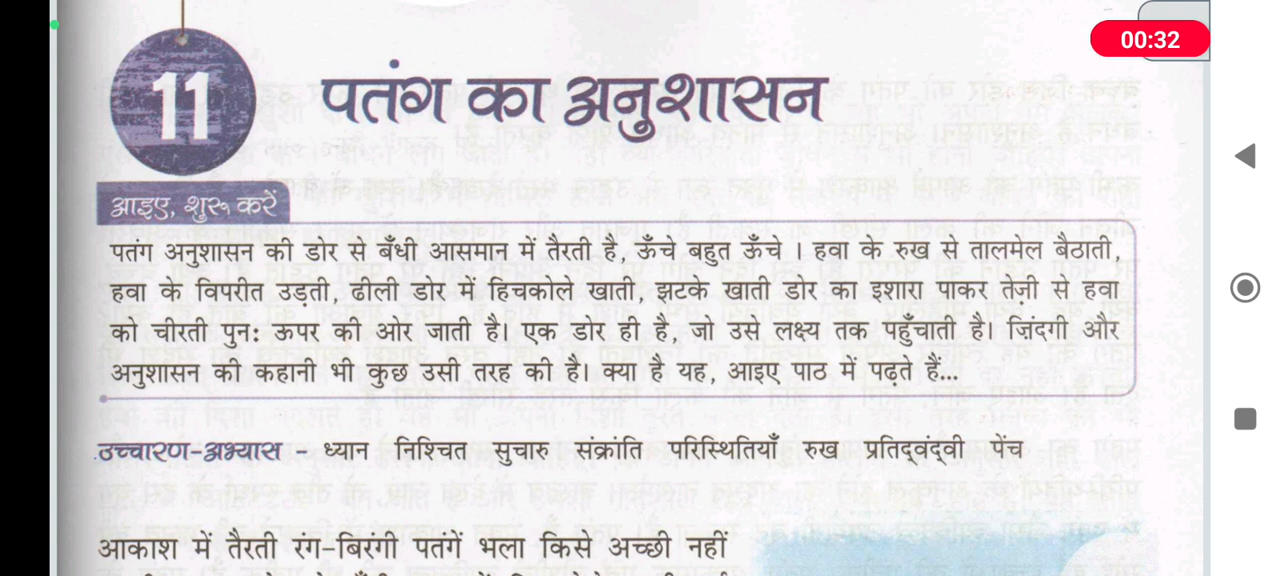 00:32
11
पतंग का अनुशासन
आइए, शुरू करें
पतंग अनुशासन की डोर से बँधी आसमान में तैरती है, ऊँचे बहुत ऊँचे । हवा के रुख से तालमेल बैठाती,
हवा के विपरीत उड़ती, ढीली डोर में हिचकोले खाती, झटके खाती डोर का इशारा पाकर तेज़ी से हवा
को चीरती पुन: ऊपर की ओर जाती है। एक डोर ही है, जो उसे लक्ष्य तक पहुँचाती है। ज़िंदगी और
अनुशासन की कहानी भी कुछ उसी तरह की है। क्या है यह, आइए पाठ में पढ़ते हैं...
उच्चारण-अभ्यास – ध्यान निश्चित सुचारु संक्रांति परिस्थितियाँ रुख प्रतिद्वंद्वी पेंच
आकाश में तैरती रंग-बिरंगी पतंगें भला किसे अच्छी नहीं